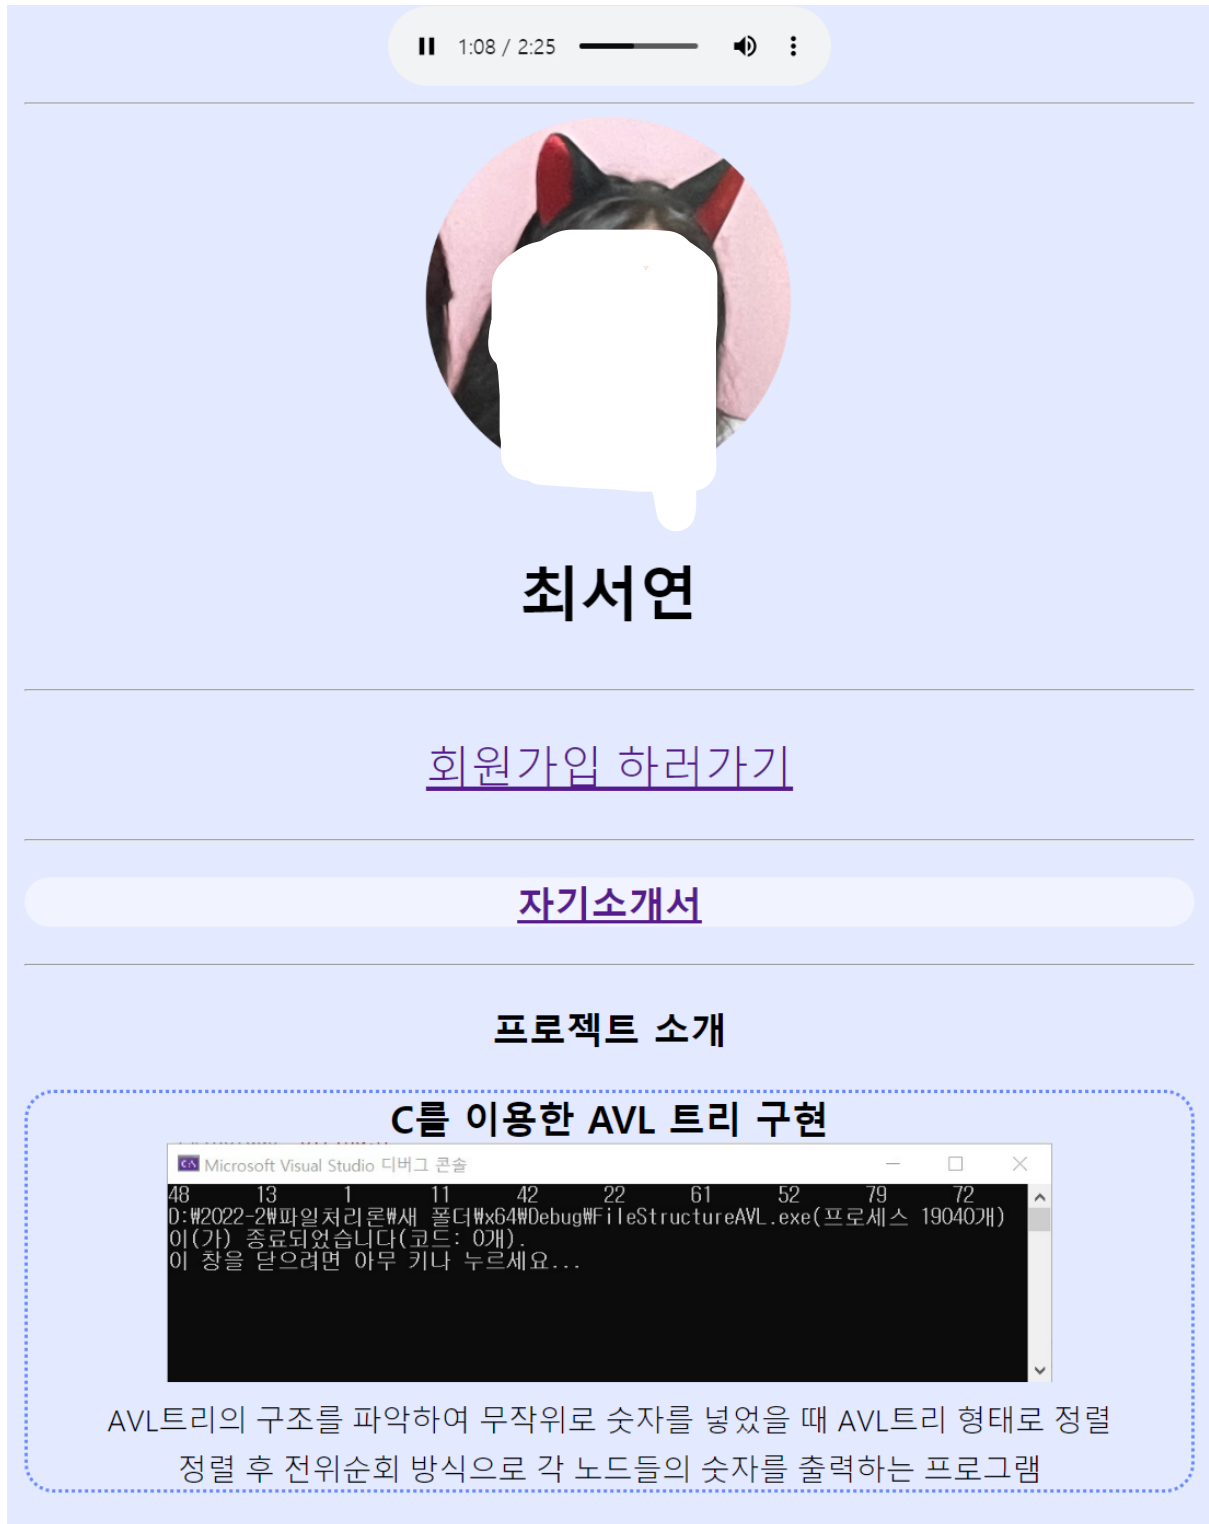 1:08 / 2:25
최서연
회원가입 하러가기
자기소개서
프로젝트 소개
C를 이용한 AVL 트리 구현
Microsoft Visual Studio 디버그 콘솔
48 13 1 11 42 22 61 52 79 72
D:₩2022-2₩파일처리론₩새 폴더₩x64₩Debug₩FileStructureAVL.exe(프로세스 19040개)
이(가) 종료되었습니다(코드: 0개).
이 창을 닫으려면 아무 키나 누르세요...
AVL트리의 구조를 파악하여 무작위로 숫자를 넣었을 때 AVL트리 형태로 정렬
정렬 후 전위순회 방식으로 각 노드들의 숫자를 출력하는 프로그램